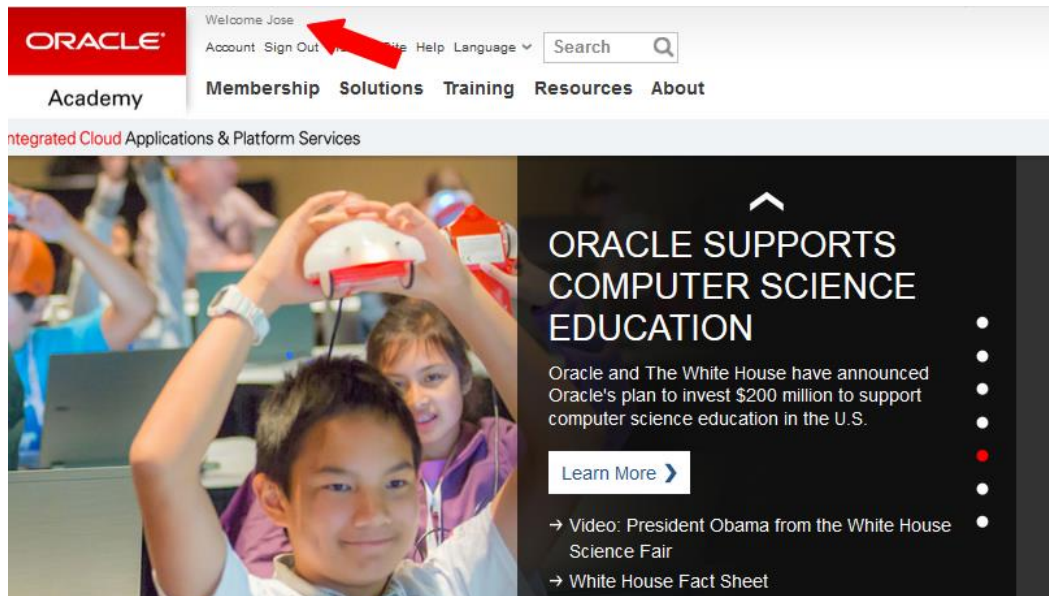 Welcome Jose
ORACLE
Account Sign Out Help Language Search
Academy
Membership Solutions Training Resources About
ntegrated Cloud Applications & Platform Services
ORACLE SUPPORTS
COMPUTER SCIENCE
EDUCATION
Oracle and The White House have announced
Oracle's plan to invest $200 million to support
computer science education in the U.S.
Learn More
→ Video: President Obama from the White House
Science Fair
→ White House Fact Sheet